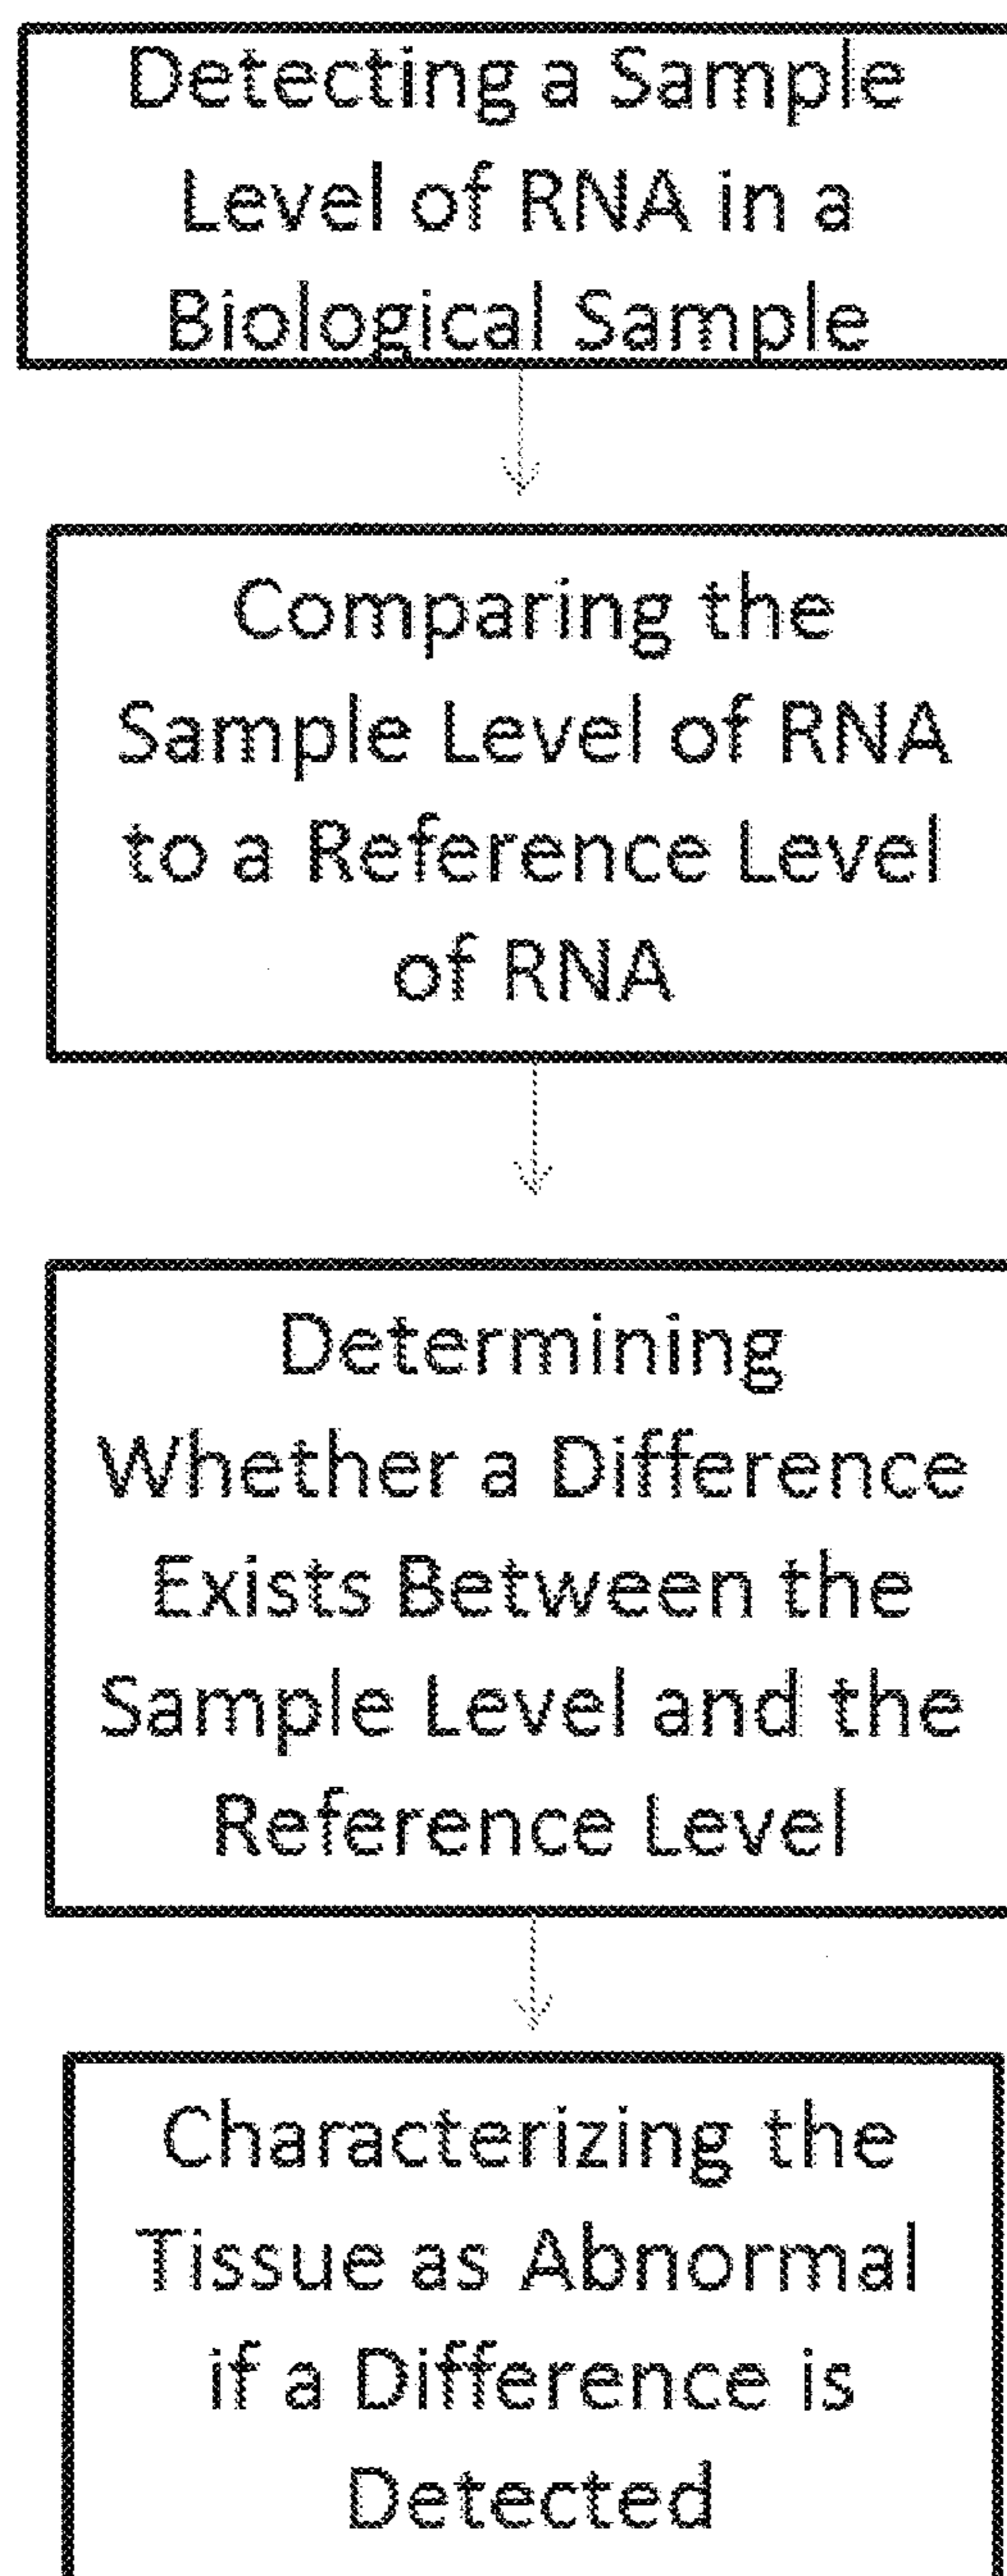 Detecting a Sample
Level of RNA in a
Biological Sample
Comparing the
Sample Level of RNA
to a Reference Level
of RNA
Determining
Whether a Difference
Exists Between the
Sample Level and the
Reference Level
Characterizing the
Tissue as Abnormal
if a Difference is
Detected